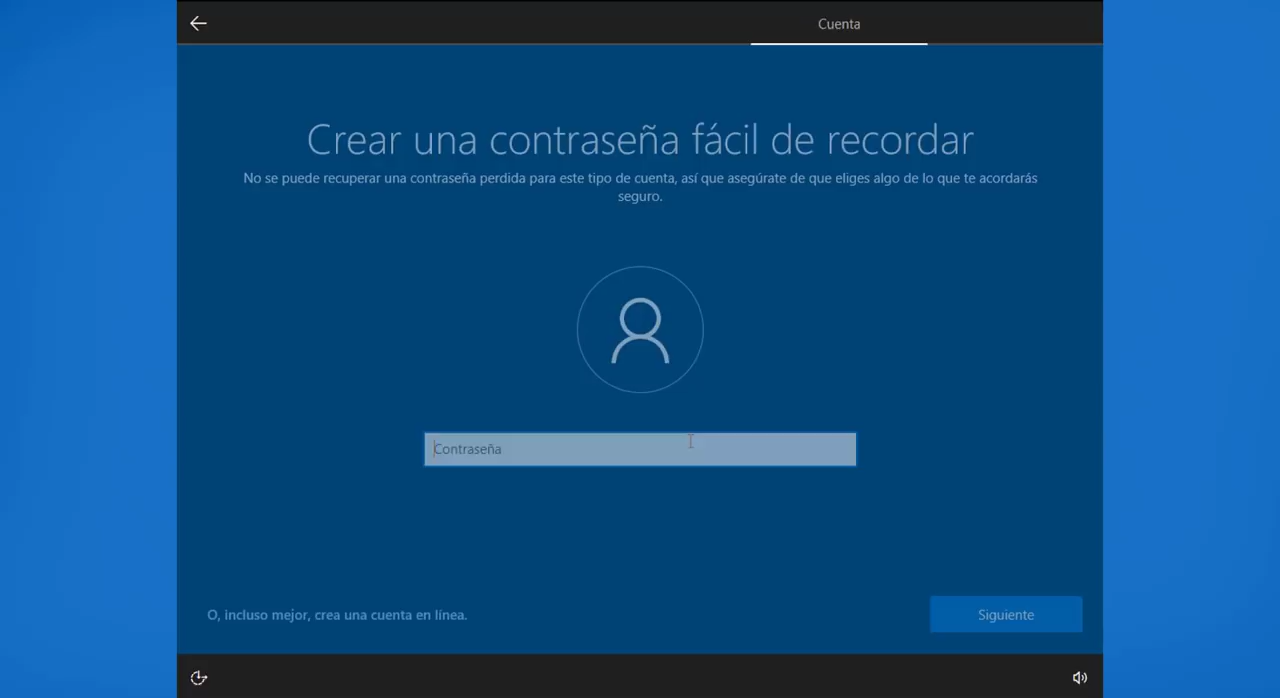 Cuenta
Crear una contraseña fácil de recordar
No se puede recuperar una contraseña perdida para este tipo de cuenta, así que asegúrate de que eliges algo de lo que te acordarás
seguro.
Contraseña
O, incluso mejor, crea una cuenta en línea.
Siguiente